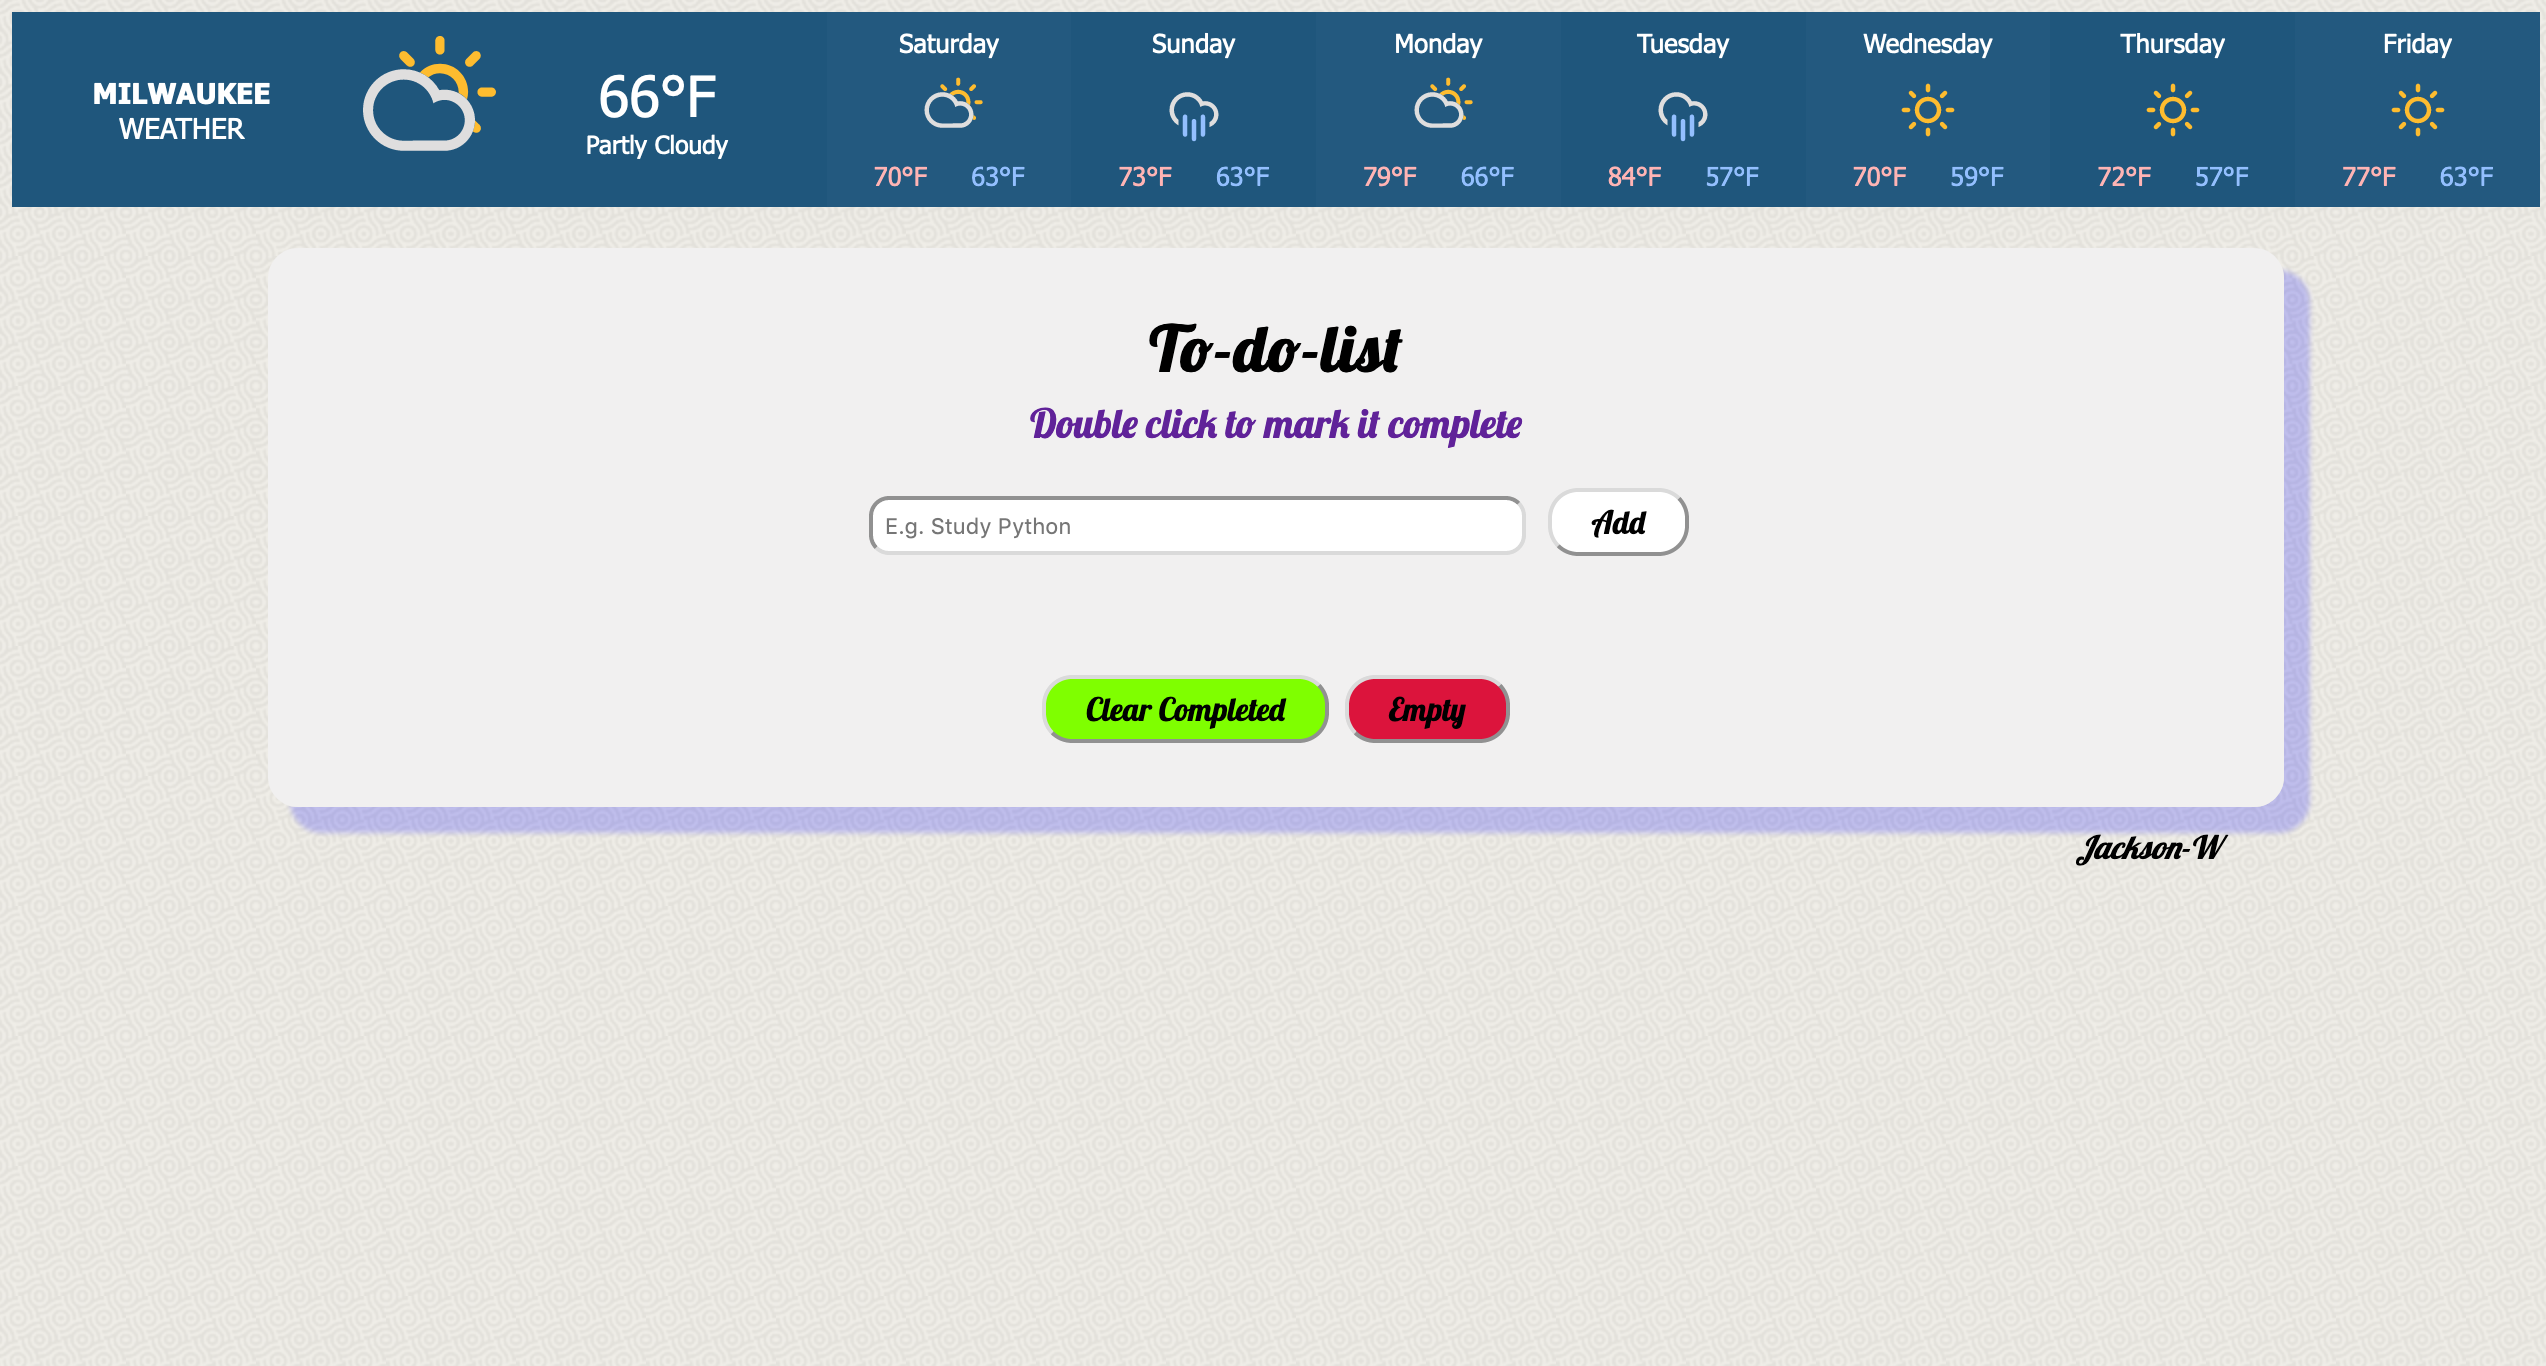 MILWAUKEE
WEATHER
66°F
Partly Cloudy
Saturday
70°F 63°F
Sunday
73°F 63°F
Monday
79°F 66°F
Tuesday
84°F 57°F
Wednesday
70°F 59°F
Thursday
72°F 57°F
Friday
77°F 63°F
To-do-list
Double click to mark it complete
E.g. Study Python
Add
Clear Completed
Empty
Jackson-W